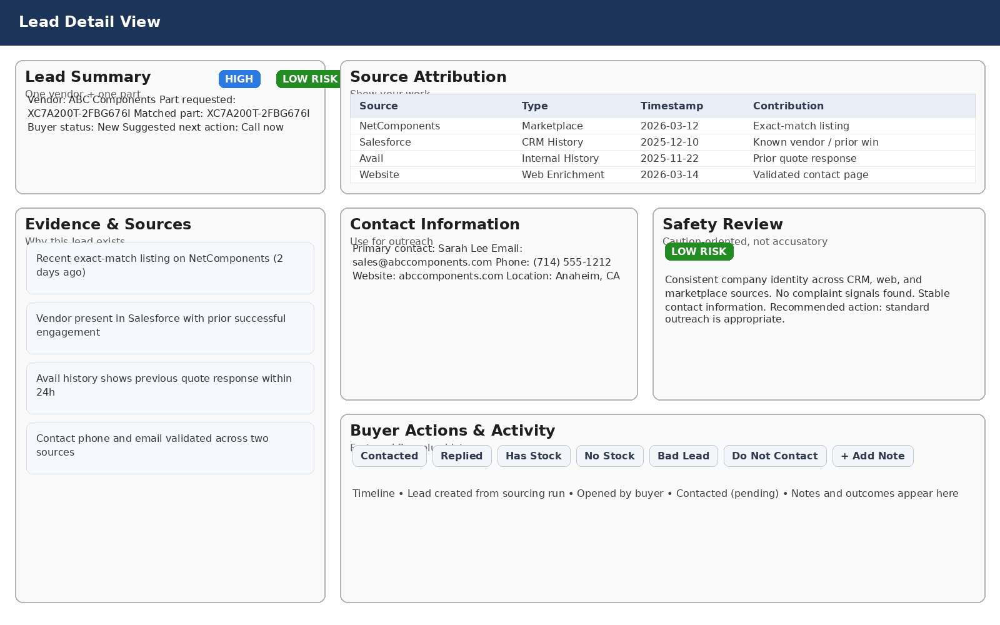 Lead Detail View
Lead Summary
HIGH
LOW RISK
One vendor + one part
Vendor: ABC Components Part requested:
XC7A200T-2FBG676I Matched part: XC7A200T-2FBG676I
Buyer status: New Suggested next action: Call now
Source Attribution
Show your work
Source Type Timestamp Contribution
NetComponents Marketplace 2026-03-12 Exact-match listing
Salesforce CRM History 2025-12-10 Known vendor / prior win
Avail Internal History 2025-11-22 Prior quote response
Website Web Enrichment 2026-03-14 Validated contact page
Evidence & Sources
Why this lead exists
Recent exact-match listing on NetComponents (2
days ago)
Vendor present in Salesforce with prior successful
engagement
Avail history shows previous quote response within
24h
Contact phone and email validated across two
sources
Contact Information
Use for outreach
Primary contact: Sarah Lee Email:
sales@abccomponents.com Phone: (714) 555-1212
Website: abccomponents.com Location: Anaheim, CA
Safety Review
Caution-oriented, not accusatory
LOW RISK
Consistent company identity across CRM, web, and
marketplace sources. No complaint signals found. Stable
contact information. Recommended action: standard
outreach is appropriate.
Buyer Actions & Activity
Contacted
Replied
Has Stock
No Stock
Bad Lead
Do Not Contact
+ Add Note
Timeline • Lead created from sourcing run • Opened by buyer • Contacted (pending) • Notes and outcomes appear here